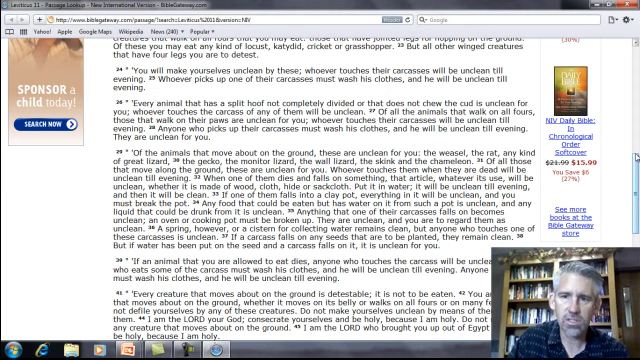 Leviticus 11 - Passage Lookup - New International Version - BibleGateway.com
http://www.biblegateway.com/passage/?search=Leviticus%2011&version=NIV
creatures that walk on all fours that you may eat: those that have jointed legs for hopping on the ground.
Of these you may eat any kind of locust, katydid, cricket or grasshopper. 23 But all other winged creatures
that have four legs you are to detest.
24 " 'You will make yourselves unclean by these; whoever touches their carcasses will be unclean till
evening. 25 Whoever picks up one of their carcasses must wash his clothes, and he will be unclean till
evening.
26 " 'Every animal that has a split hoof not completely divided or that does not chew the cud is unclean for
you; whoever touches the carcass of any of them will be unclean. 27 Of all the animals that walk on all fours,
those that walk on their paws are unclean for you; whoever touches their carcasses will be unclean till
evening. 28 Anyone who picks up their carcasses must wash his clothes, and he will be unclean till evening.
They are unclean for you.
29 " 'Of the animals that move about on the ground, these are unclean for you: the weasel, the rat, any kind
of great lizard, 30 the gecko, the monitor lizard, the wall lizard, the skink and the chameleon. 31 Of all those
that move along the ground, these are unclean for you. Whoever touches them when they are dead will be
unclean till evening. 32 When one of them dies and falls on something, that article, whatever its use, will be
unclean, whether it is made of wood, cloth, hide or sackcloth. Put it in water; it will be unclean till evening,
and then it will be clean. 33 If one of them falls into a clay pot, everything in it will be unclean, and you
must break the pot. 34 Any food that could be eaten but has water on it from such a pot is unclean, and any
liquid that could be drunk from it is unclean. 35 Anything that one of their carcasses falls on becomes
unclean; an oven or cooking pot must be broken up. They are unclean, and you are to regard them as
unclean. 36 A spring, however, or a cistern for collecting water remains clean, but anyone who touches one of
these carcasses is unclean. 37 If a carcass falls on any seeds that are to be planted, they remain clean. 38
But if water has been put on the seed and a carcass falls on it, it is unclean for you.
39 " 'If an animal that you are allowed to eat dies, anyone who touches the carcass will be unclean
who eats some of the carcass must wash his clothes, and he will be unclean till evening. Anyone
must wash his clothes, and he will be unclean till evening.
41 " 'Every creature that moves about on the ground is detestable; it is not to be eaten. 42 You
that moves about on the ground, whether it moves on its belly or walks on all fours or on many
not defile yourselves by any of these creatures. Do not make yourselves unclean by means of
them. 44 I am the LORD your God; consecrate yourselves and be holy, because I am holy. Do not
any creature that moves about on the ground. 45 I am the LORD who brought you up out of Egypt
be holy, because I am holy.
SPONSOR
a child today!
SEARCH NOW
(30%)
DAILY
BIBLE
NIV Daily Bible:
In
Chronological
Order
Softcover
$21.99 $15.99
You Save $6
(27%)
See more
books at the
Bible Gateway
store